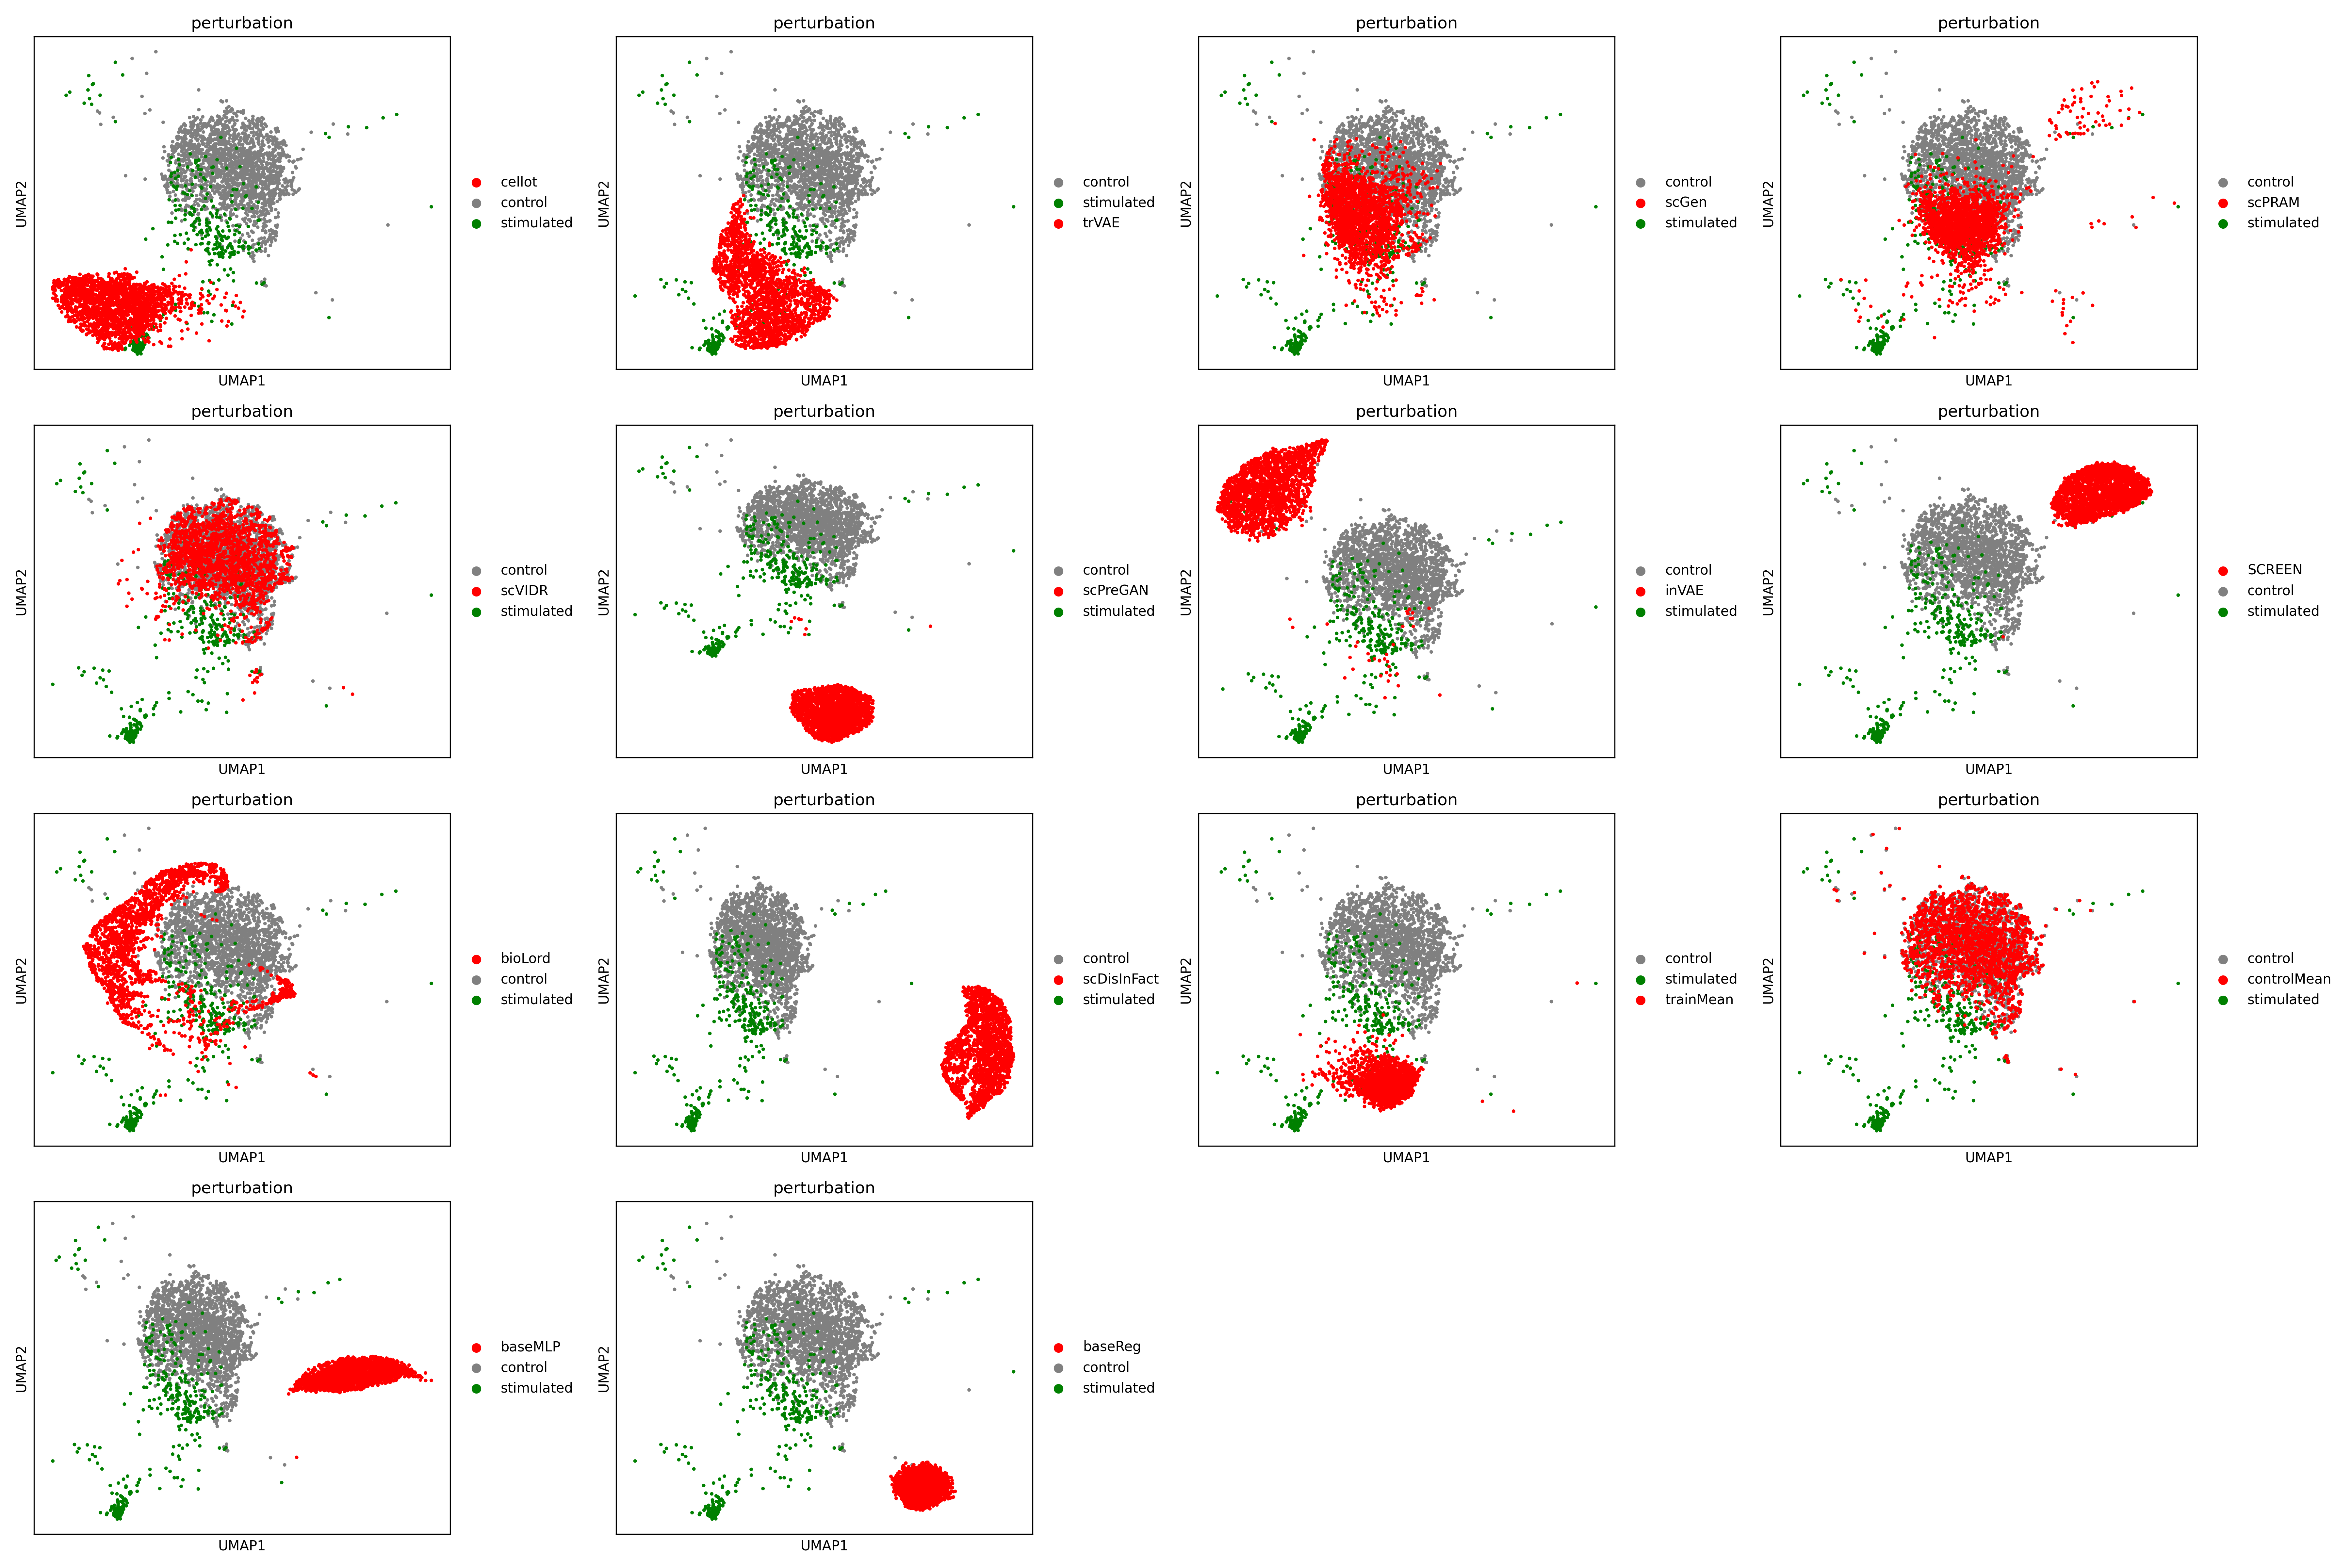 perturbation
UMAP2
UMAP1
cellot
control
stimulated
perturbation
UMAP2
UMAP1
control
stimulated
trVAE
perturbation
UMAP2
UMAP1
control
scGen
stimulated
perturbation
UMAP2
UMAP1
control
scPRAM
stimulated
perturbation
UMAP2
UMAP1
control
scVIDR
stimulated
perturbation
UMAP2
UMAP1
control
scPreGAN
stimulated
perturbation
UMAP2
UMAP1
control
inVAE
stimulated
perturbation
UMAP2
UMAP1
SCREEN
control
stimulated
perturbation
UMAP2
UMAP1
bioLord
control
stimulated
perturbation
UMAP2
UMAP1
control
scDisInFact
stimulated
perturbation
UMAP2
UMAP1
control
stimulated
trainMean
perturbation
UMAP2
UMAP1
control
controlMean
stimulated
perturbation
UMAP2
UMAP1
baseMLP
control
stimulated
perturbation
UMAP2
UMAP1
baseReg
control
stimulated